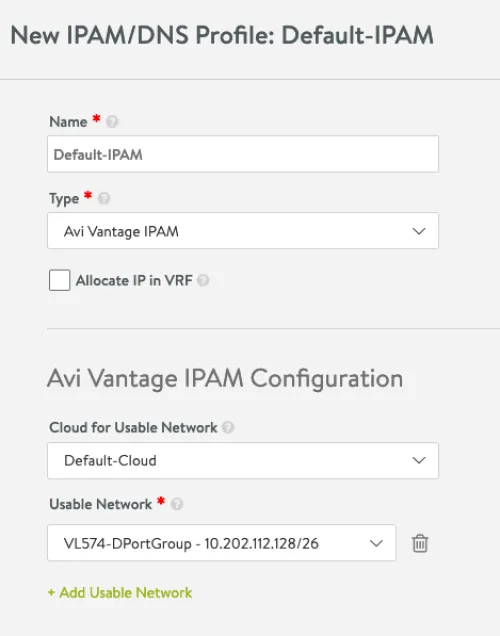 New IPAM/DNS Profile: Default-IPAM
Name * ?
Default-IPAM
Type * ?
Avi Vantage IPAM
Allocate IP in VRF ?
Avi Vantage IPAM Configuration
Cloud for Usable Network ?
Default-Cloud
Usable Network * ?
VL574-DPortGroup - 10.202.112.128/26
+ Add Usable Network